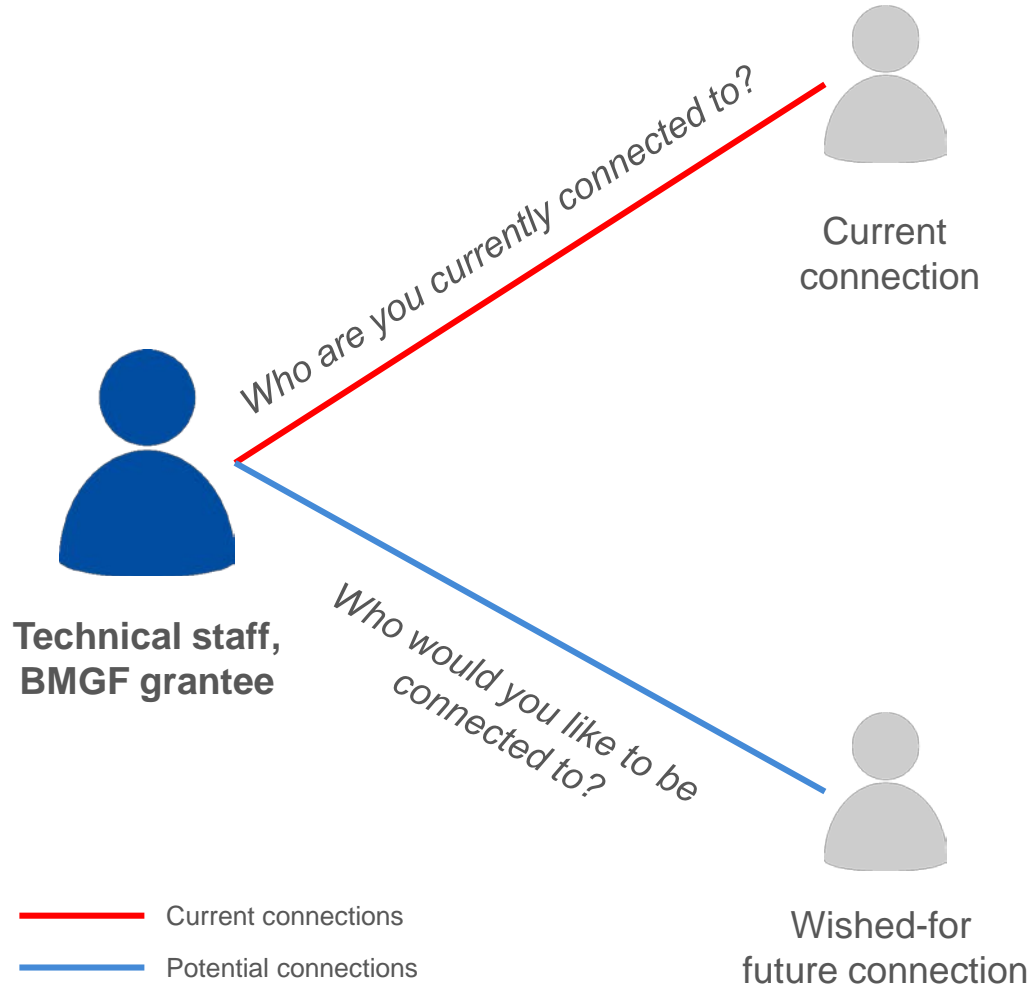 Who are you currently connected to?
Current
connection
Technical staff,
BMGF grantee
Who would you like to be
connected to?
Wished-for
future connection
Current connections
Potential connections